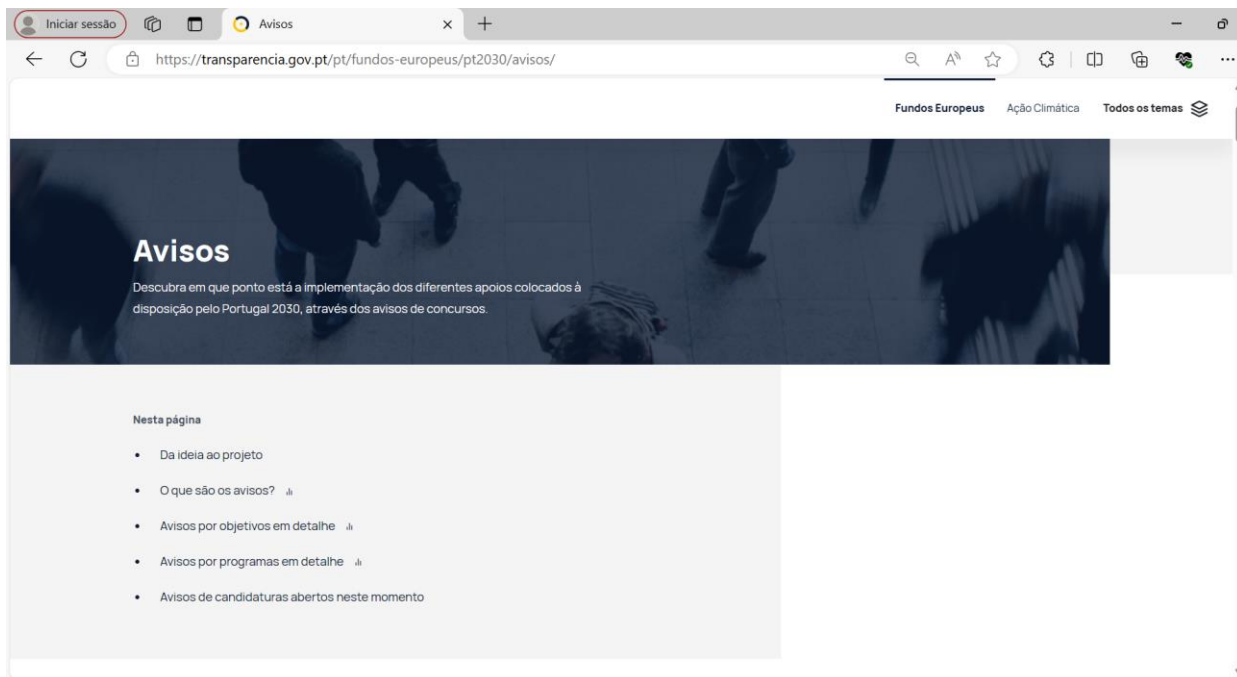 Iniciar sessão
Avisos
https://transparencia.gov.pt/pt/fundos-europeus/pt2030/avisos/
Fundos Europeus Ação Climática Todos os temas
Avisos
Descubra em que ponto está a implementação dos diferentes apoios colocados à
disposição pelo Portugal 2030, através dos avisos de concursos.
Nesta página
• Da ideia ao projeto
• O que são os avisos?
• Avisos por objetivos em detalhe
• Avisos por programas em detalhe
• Avisos de candidaturas abertos neste momento